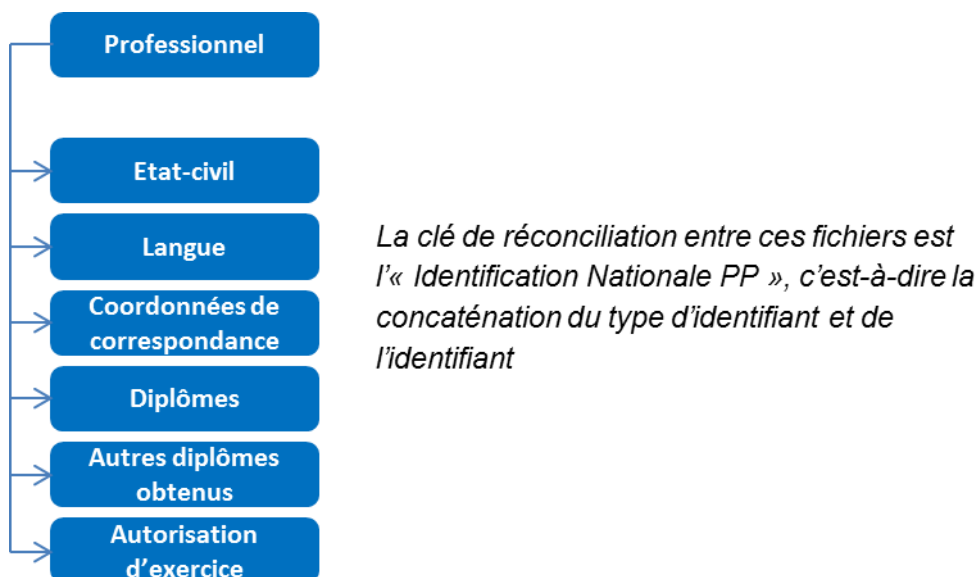 Professionnel
Etat-civil
Langue
Coordonnées de
correspondance
Diplômes
Autres diplômes
obtenus
Autorisation
d'exercice
La clé de réconciliation entre ces fichiers est
l'« Identification Nationale PP », c'est-à-dire la
concaténation du type d'identifiant et de
l'identifiant